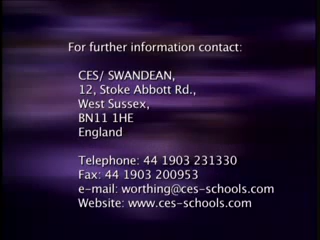 For further information contact:
CES/ SWANDEAN,
12, Stoke Abbott Rd.,
West Sussex,
BN11 1HE
England
Telephone: 44 1903 231330
Fax: 44 1903 200953
e-mail: worthing@ces-schools.com
Website: www.ces-schools.com